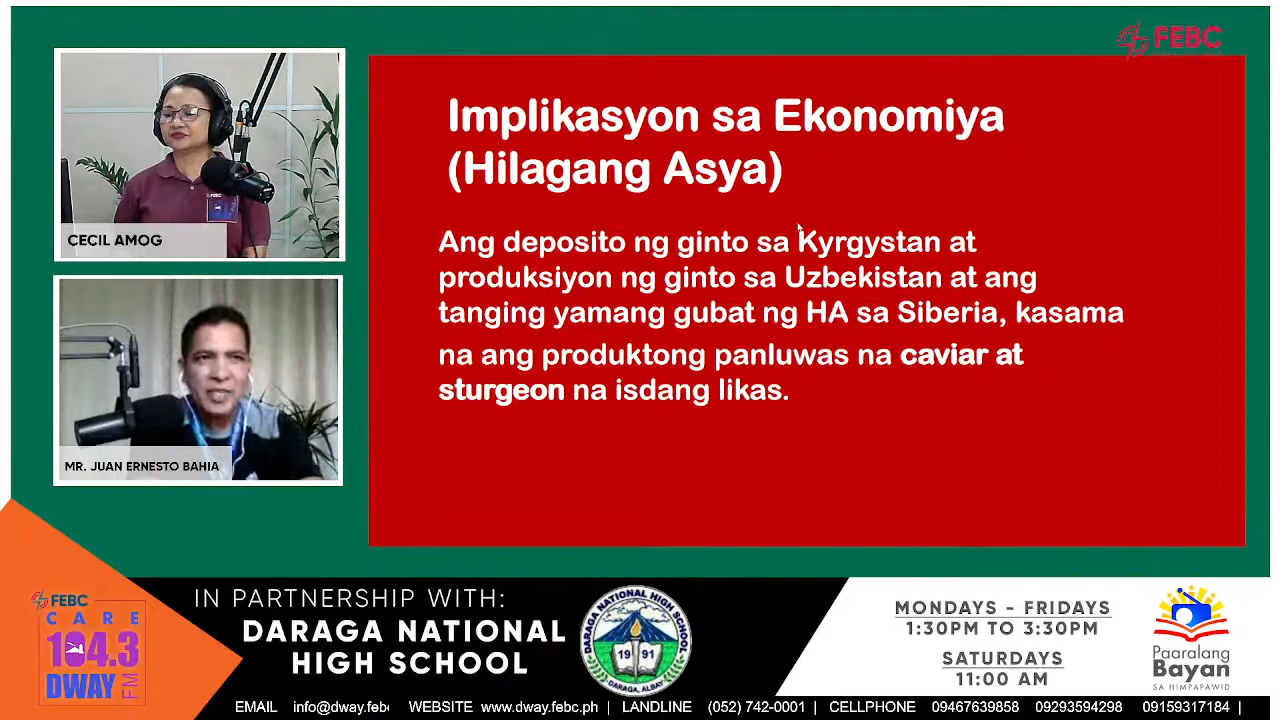 FEBC
Implikasyon sa Ekonomiya
(Hilagang Asya)
Ang deposito ng ginto sa Kyrgystan at
produksiyon ng ginto sa Uzbekistan at ang
tanging yamang gubat ng HA sa Siberia, kasama
na ang produktong panluwas na caviar at
sturgeon na isdang likas.
CECIL AMOG
MR. JUAN ERNESTO BAHIA
FEBC
CARE
104.3
DWAY
FM
IN PARTNERSHIP WITH:
DARAGA NATIONAL
HIGH SCHOOL
DARAGA NATIONAL HIGH SCHOOL
1991
DARAGA, ALBAY
MONDAYS - FRIDAYS
1:30PM TO 3:30PM
SATURDAYS
11:00 AM
Paaralang
Bayan
SA HIMPAPAWID
EMAIL info@dway.feb WEBSITE www.dway.febc.ph | LANDLINE (052) 742-0001 | CELLPHONE 09467639858 09293594298 09159317184 |